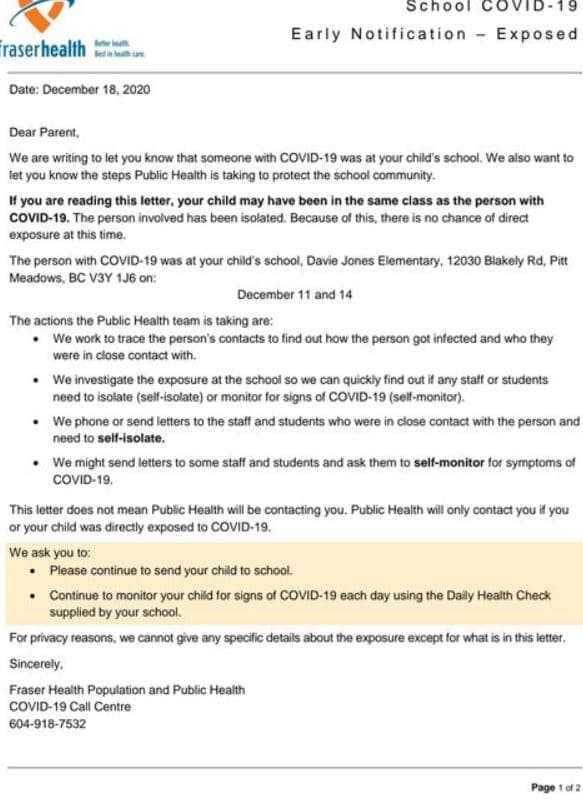 School COVID-19
Early Notification – Exposed
fraserhealth
Better health.
Best in health care.
Date: December 18, 2020
Dear Parent,
We are writing to let you know that someone with COVID-19 was at your child's school. We also want to
let you know the steps Public Health is taking to protect the school community.
If you are reading this letter, your child may have been in the same class as the person with
COVID-19. The person involved has been isolated. Because of this, there is no chance of direct
exposure at this time.
The person with COVID-19 was at your child's school, Davie Jones Elementary, 12030 Blakely Rd, Pitt
Meadows, BC V3Y 1J6 on:
December 11 and 14
The actions the Public Health team is taking are:
• We work to trace the person's contacts to find out how the person got infected and who they
were in close contact with.
• We investigate the exposure at the school so we can quickly find out if any staff or students
need to isolate (self-isolate) or monitor for signs of COVID-19 (self-monitor).
• We phone or send letters to the staff and students who were in close contact with the person and
need to self-isolate.
• We might send letters to some staff and students and ask them to self-monitor for symptoms of
COVID-19.
This letter does not mean Public Health will be contacting you. Public Health will only contact you if you
or your child was directly exposed to COVID-19.
We ask you to:
• Please continue to send your child to school.
• Continue to monitor your child for signs of COVID-19 each day using the Daily Health Check
supplied by your school.
For privacy reasons, we cannot give any specific details about the exposure except for what is in this letter.
Sincerely,
Fraser Health Population and Public Health
COVID-19 Call Centre
604-918-7532
Page 1 of 2